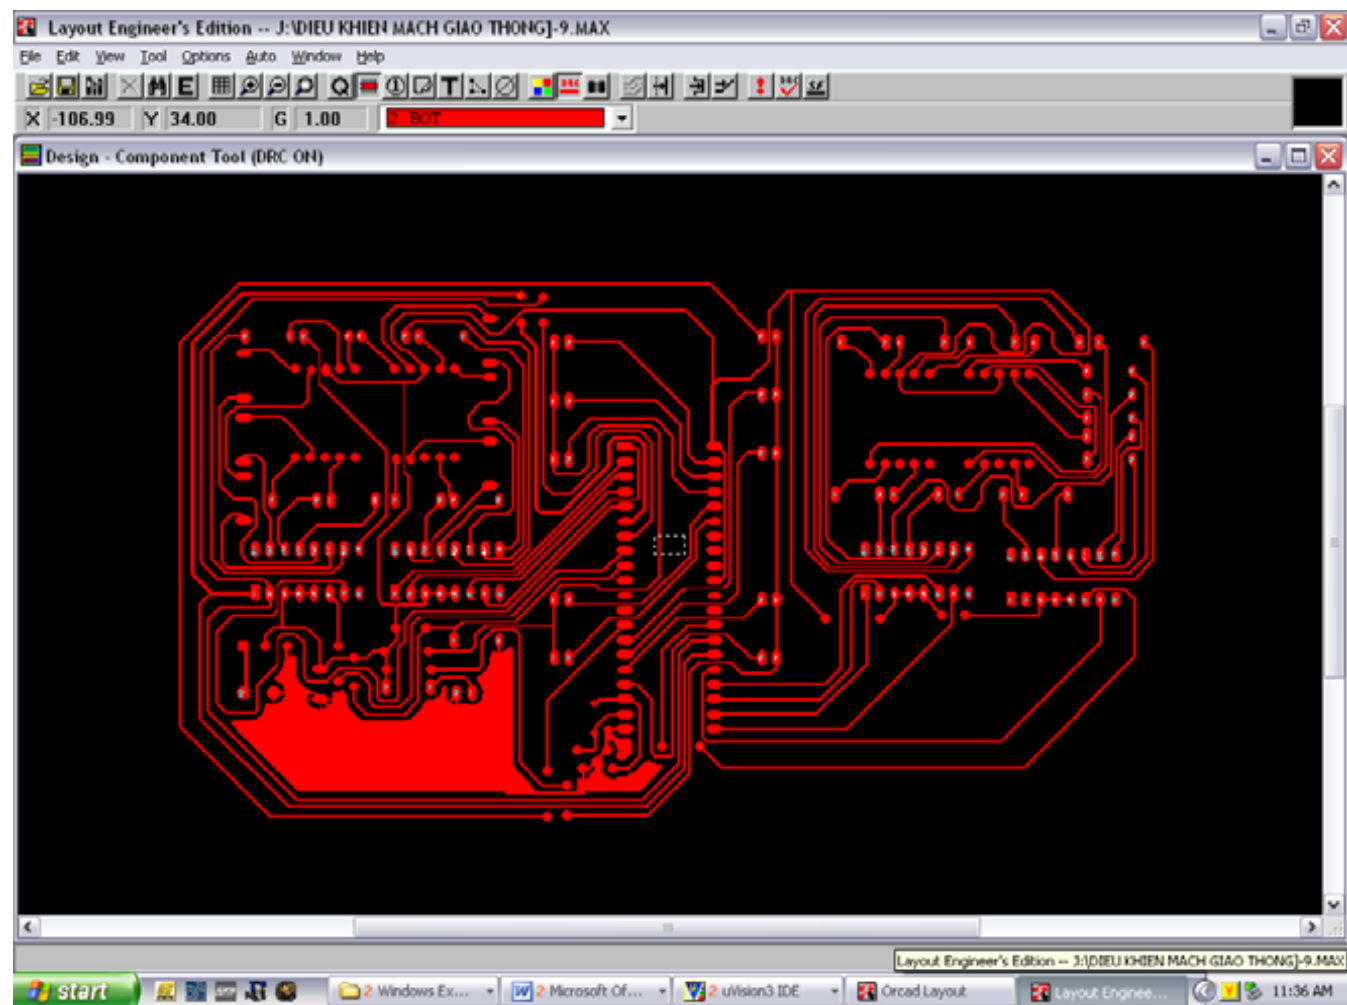 Layout Engineer's Edition -- J:\DIEU KHIEN MACH GIAO THONG]-9.MAX
File Edit View Tool Options Auto Window Help
X -106.99 Y 34.00 G 1.00 2 BOT
Design - Component Tool (DRC ON)
Layout Engineer's Edition -- J:\DIEU KHIEN MACH GIAO THONG]-9.MAX
start 2 Windows Ex... 2 Microsoft Of... 2 uVision3 IDE Orcad Layout Layout Enginee... 11:36 AM